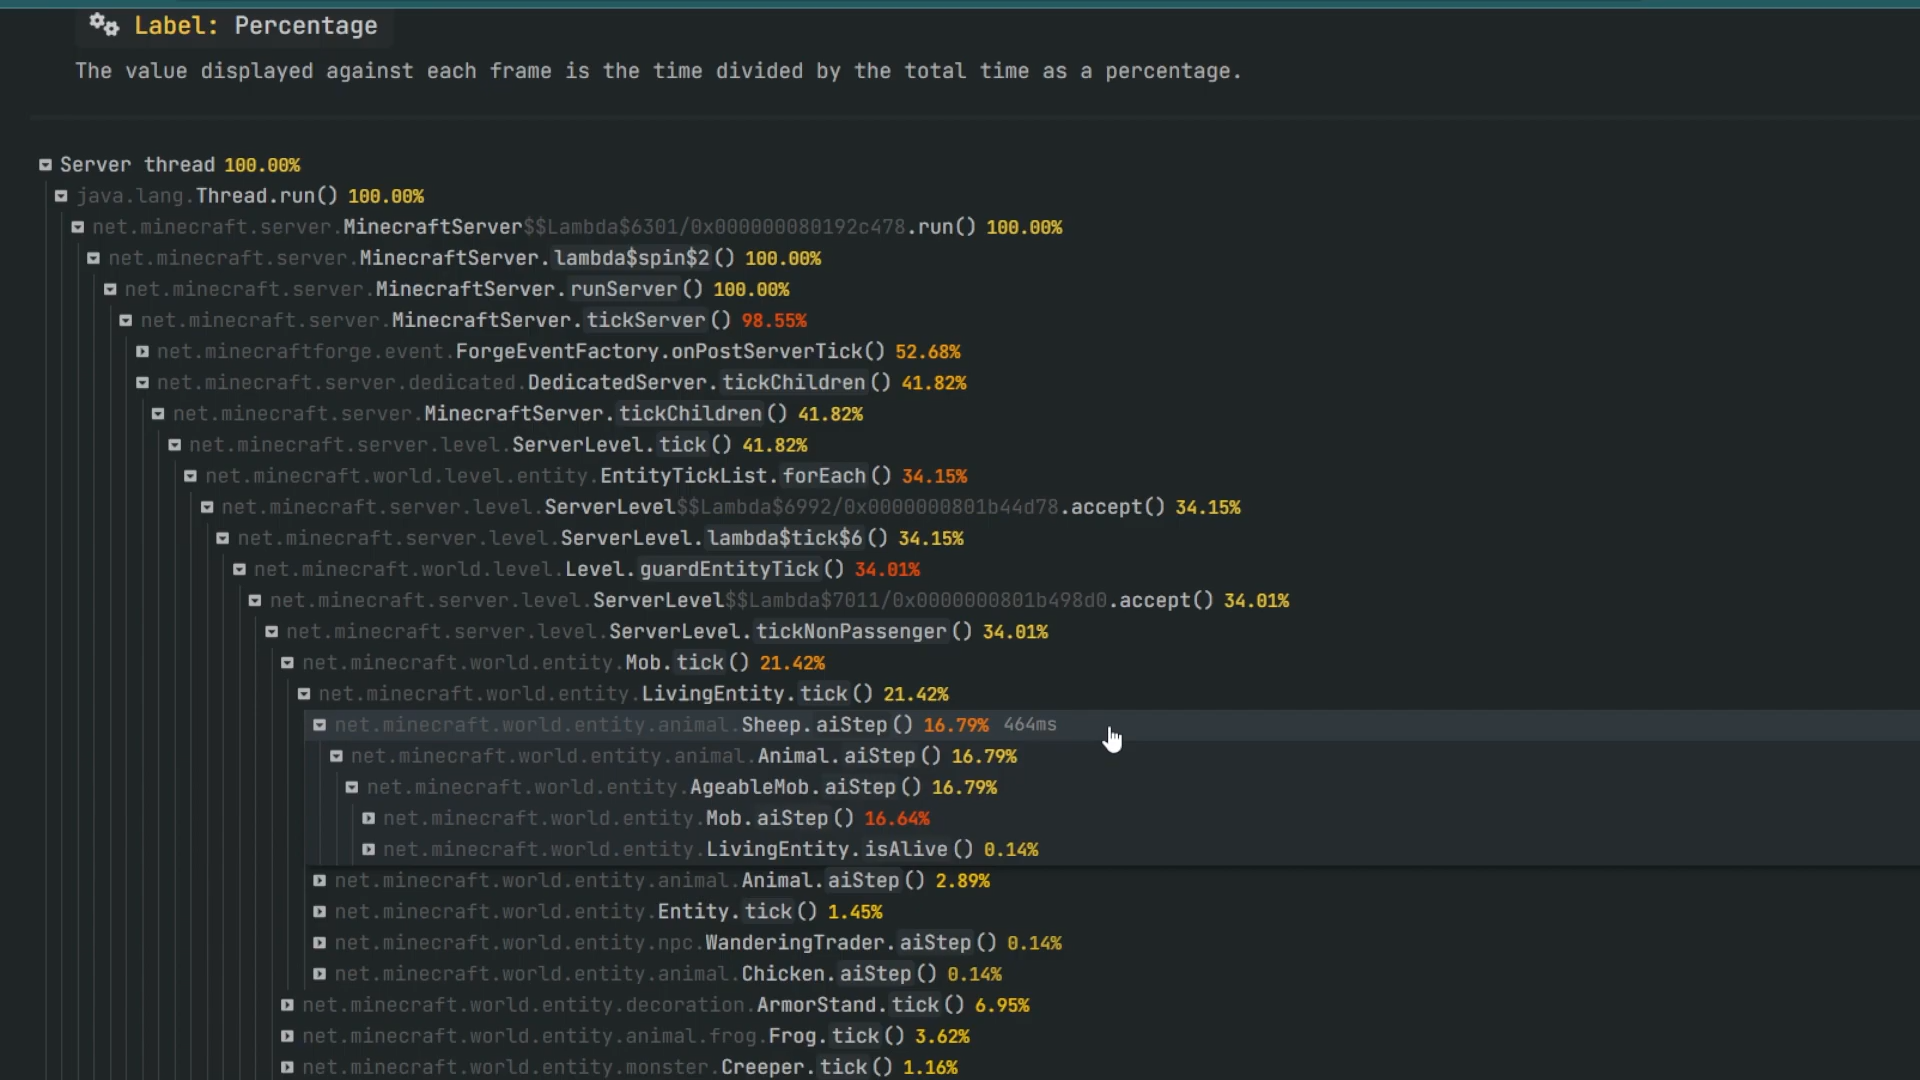 Label: Percentage
The value displayed against each frame is the time divided by the total time as a percentage.
Server thread 100.00%
java.lang.Thread.run() 100.00%
net.minecraft.server.MinecraftServer$$Lambda$6301/0x000000080192c478.run() 100.00%
net.minecraft.server.MinecraftServer.lambda$spin$2() 100.00%
net.minecraft.server.MinecraftServer.runServer() 100.00%
net.minecraft.server.MinecraftServer.tickServer() 98.55%
net.minecraftforge.event.ForgeEventFactory.onPostServerTick() 52.68%
net.minecraft.server.dedicated.DedicatedServer.tickChildren() 41.82%
net.minecraft.server.MinecraftServer.tickChildren() 41.82%
net.minecraft.server.level.ServerLevel.tick() 41.82%
net.minecraft.world.level.entity.EntityTickList.forEach() 34.15%
net.minecraft.server.level.ServerLevel$$Lambda$6992/0x0000000801b44d78.accept() 34.15%
net.minecraft.server.level.ServerLevel.lambda$tick$6() 34.15%
net.minecraft.world.level.Level.guardEntityTick() 34.01%
net.minecraft.server.level.ServerLevel$$Lambda$7011/0x0000000801b498d0.accept() 34.01%
net.minecraft.server.level.ServerLevel.tickNonPassenger() 34.01%
net.minecraft.world.entity.Mob.tick() 21.42%
net.minecraft.world.entity.LivingEntity.tick() 21.42%
net.minecraft.world.entity.animal.Sheep.aiStep() 16.79% 464ms
net.minecraft.world.entity.animal.Animal.aiStep() 16.79%
net.minecraft.world.entity.AgeableMob.aiStep() 16.79%
net.minecraft.world.entity.Mob.aiStep() 16.64%
net.minecraft.world.entity.LivingEntity.isAlive() 0.14%
net.minecraft.world.entity.animal.Animal.aiStep() 2.89%
net.minecraft.world.entity.Entity.tick() 1.45%
net.minecraft.world.entity.npc.WanderingTrader.aiStep() 0.14%
net.minecraft.world.entity.animal.Chicken.aiStep() 0.14%
net.minecraft.world.entity.decoration.ArmorStand.tick() 6.95%
net.minecraft.world.entity.animal.frog.Frog.tick() 3.62%
net.minecraft.world.entity.monster.Creeper.tick() 1.16%